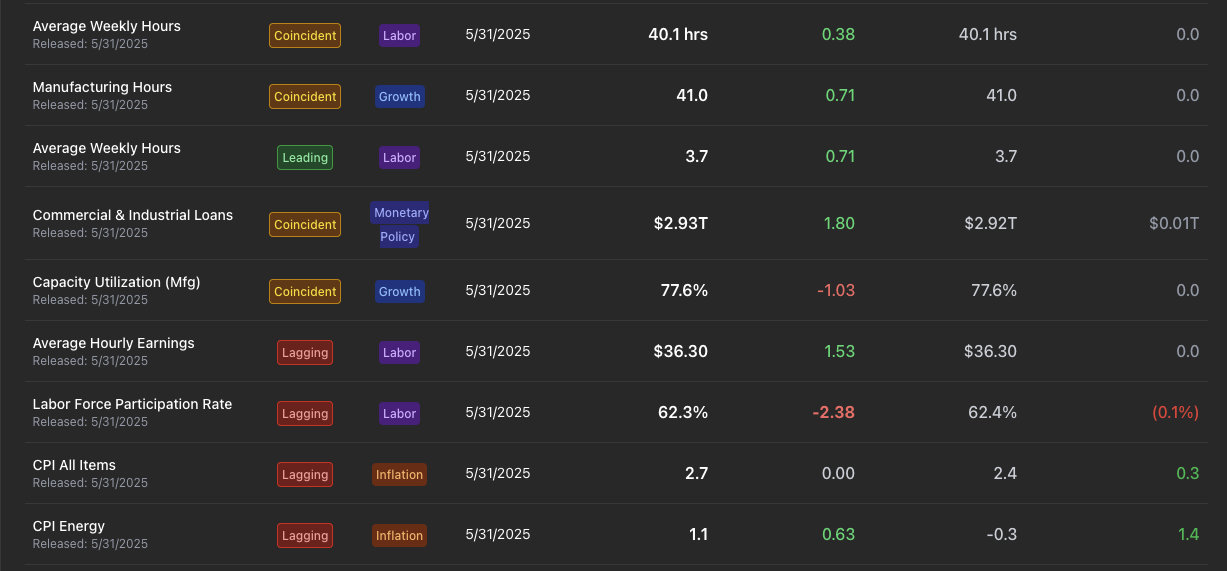 Average Weekly Hours
Released: 5/31/2025
Coincident Labor 5/31/2025 40.1 hrs 0.38 40.1 hrs 0.0
Manufacturing Hours
Released: 5/31/2025
Coincident Growth 5/31/2025 41.0 0.71 41.0 0.0
Average Weekly Hours
Released: 5/31/2025
Leading Labor 5/31/2025 3.7 0.71 3.7 0.0
Commercial & Industrial Loans
Released: 5/31/2025
Coincident Monetary
Policy 5/31/2025 $2.93T 1.80 $2.92T $0.01T
Capacity Utilization (Mfg)
Released: 5/31/2025
Coincident Growth 5/31/2025 77.6% -1.03 77.6% 0.0
Average Hourly Earnings
Released: 5/31/2025
Lagging Labor 5/31/2025 $36.30 1.53 $36.30 0.0
Labor Force Participation Rate
Released: 5/31/2025
Lagging Labor 5/31/2025 62.3% -2.38 62.4% (0.1%)
CPI All Items
Released: 5/31/2025
Lagging Inflation 5/31/2025 2.7 0.00 2.4 0.3
CPI Energy
Released: 5/31/2025
Lagging Inflation 5/31/2025 1.1 0.63 -0.3 1.4